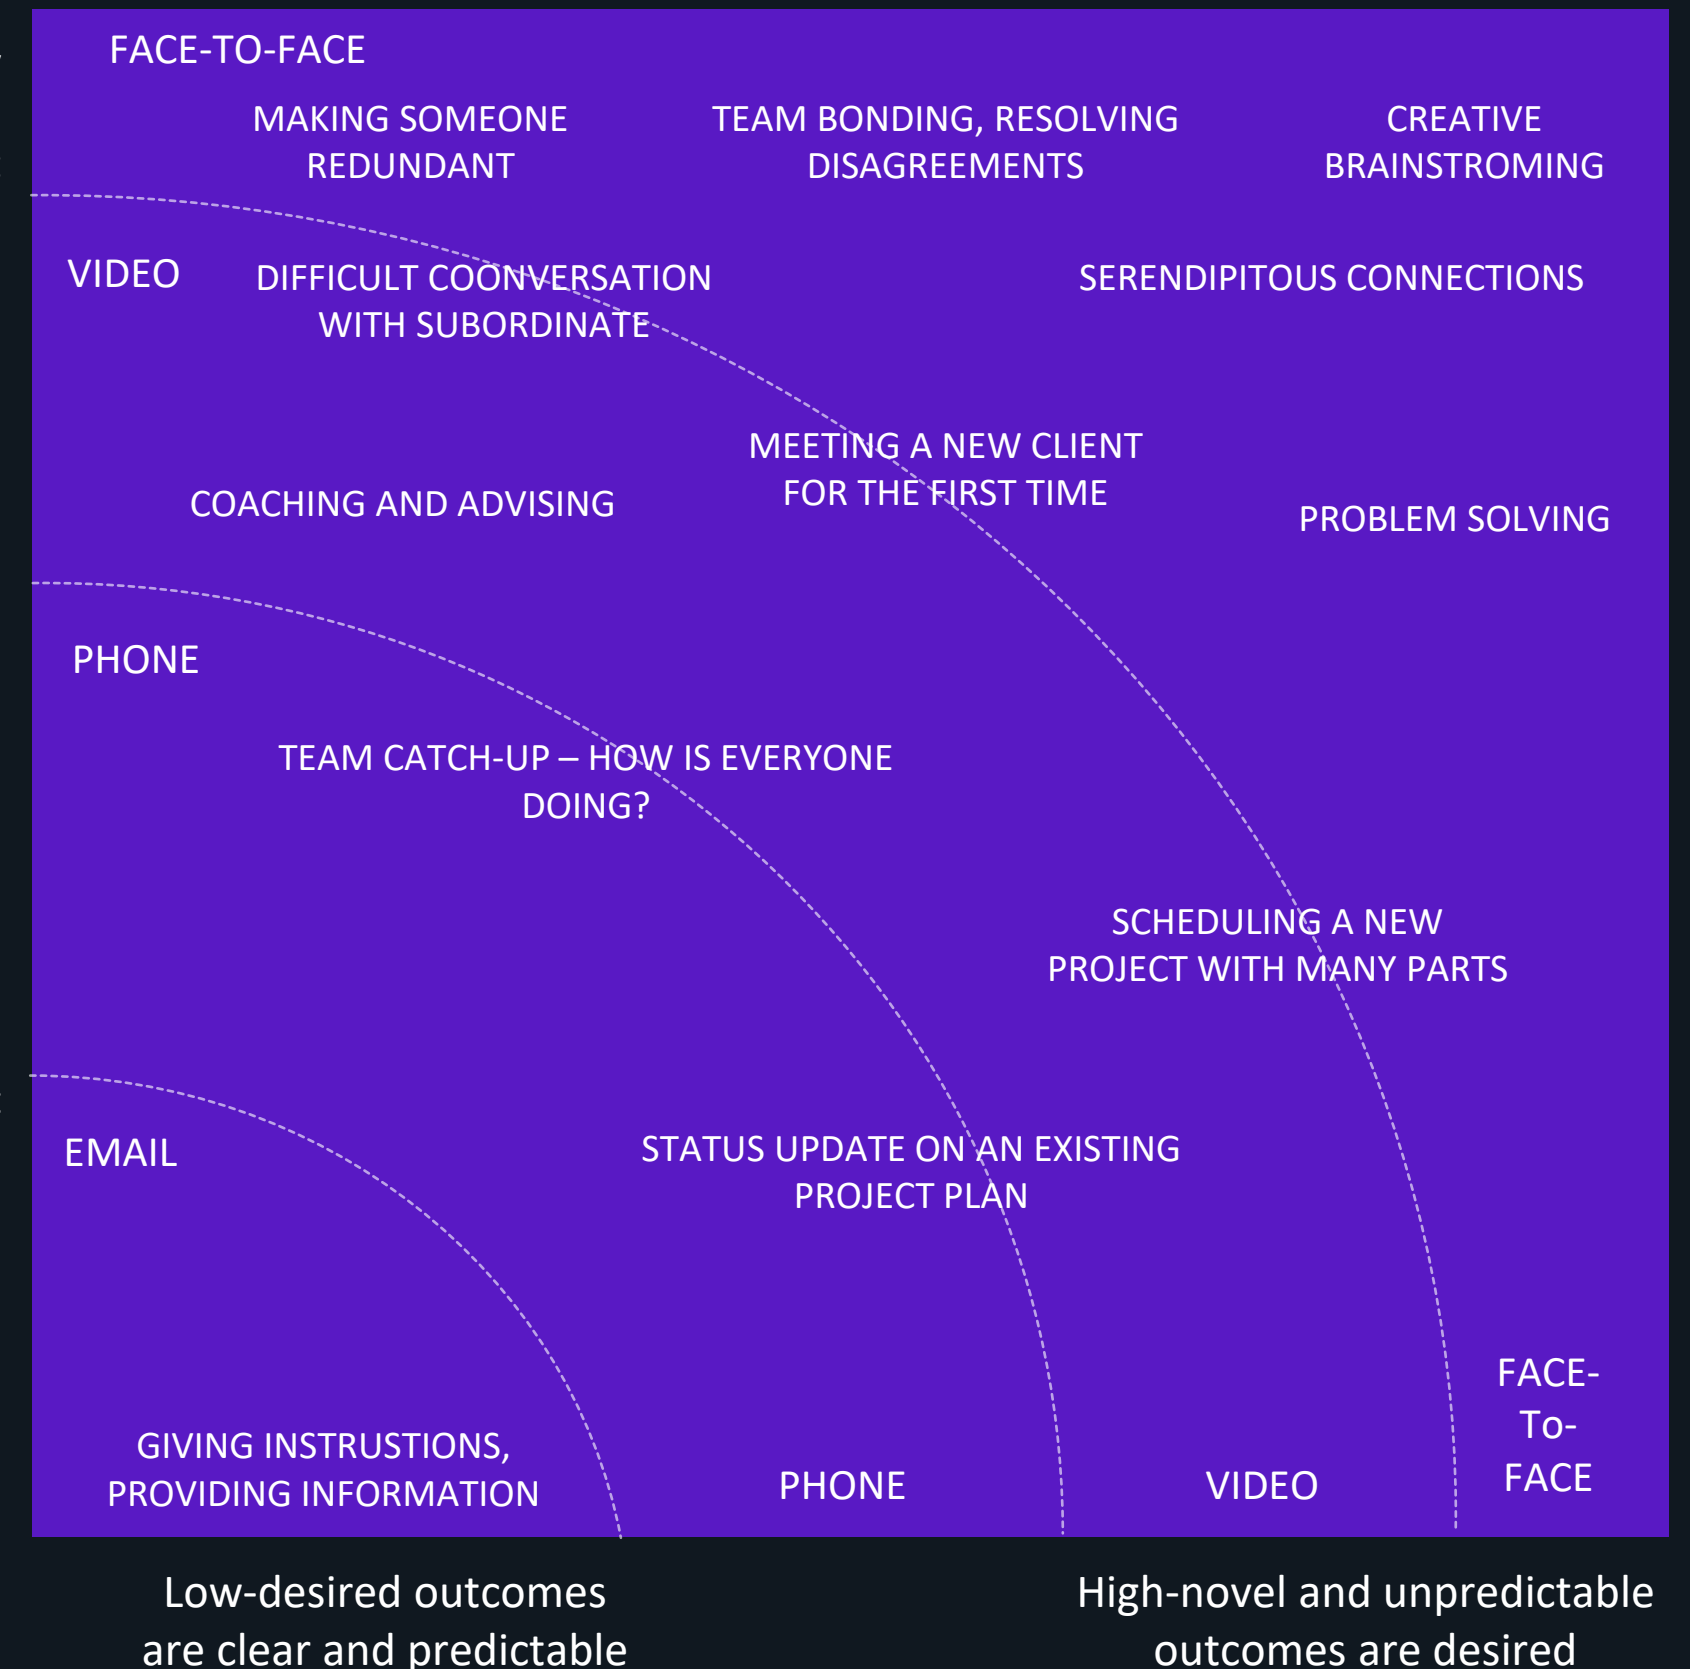 FACE-TO-FACE
MAKING SOMEONE
REDUNDANT
TEAM BONDING, RESOLVING
DISAGREEMENTS
CREATIVE
BRAINSTROMING
VIDEO
DIFFICULT COONVERSATION
WITH SUBORDINATE
SERENDIPITOUS CONNECTIONS
MEETING A NEW CLIENT
FOR THE FIRST TIME
COACHING AND ADVISING
PROBLEM SOLVING
PHONE
TEAM CATCH-UP – HOW IS EVERYONE
DOING?
SCHEDULING A NEW
PROJECT WITH MANY PARTS
EMAIL
STATUS UPDATE ON AN EXISTING
PROJECT PLAN
GIVING INSTRUSTIONS,
PROVIDING INFORMATION
PHONE
VIDEO
FACE-
To-
FACE
Low-desired outcomes
are clear and predictable
High-novel and unpredictable
outcomes are desired